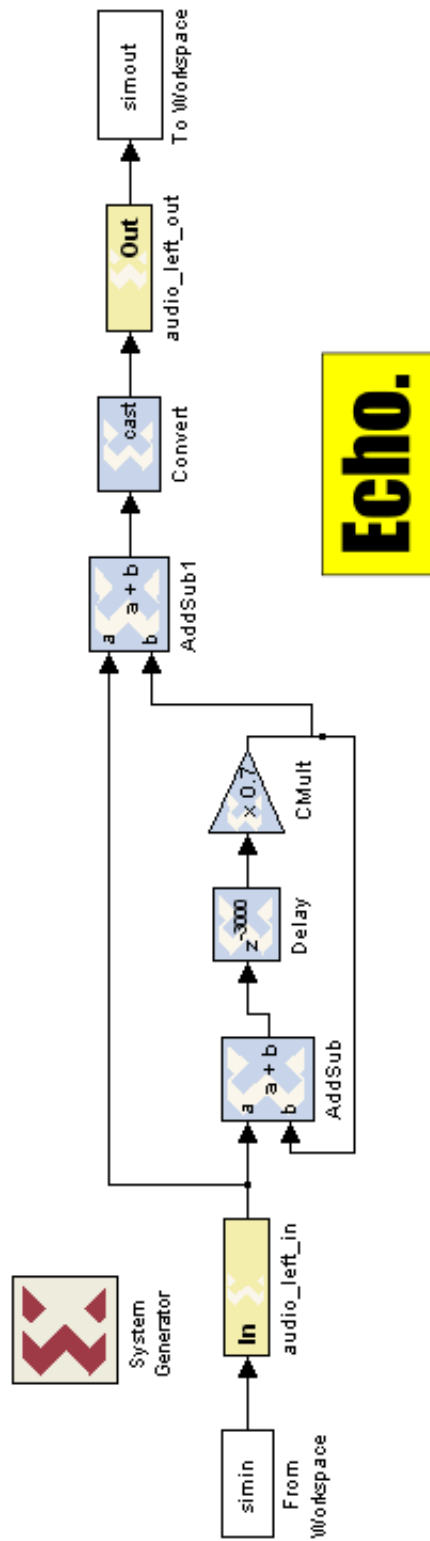 System
Generator
simin
From
Workspace
In
audio_left_in
a
b
a + b
AddSub
z-3000
Delay
x 0.7
CMult
a
b
a + b
AddSub1
cast
Convert
Out
audio_left_out
simout
To Workspace
Echo.